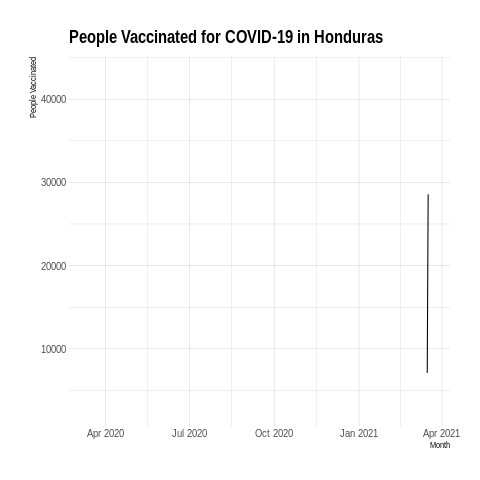 People Vaccinated for COVID-19 in Honduras
People Vaccinated
40000
30000
20000
10000
Apr 2020 Jul 2020 Oct 2020 Jan 2021 Apr 2021
Month